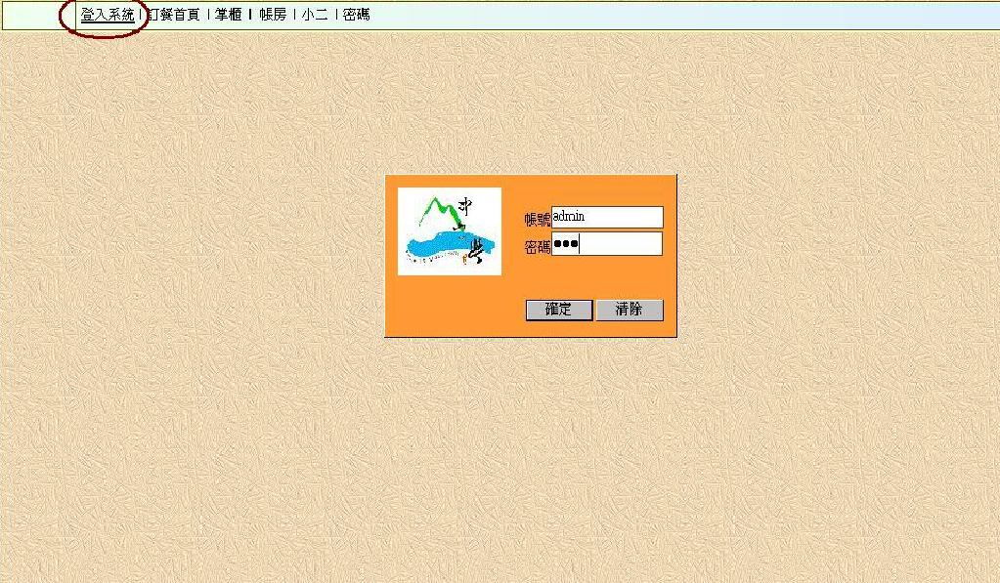 登入系統 | 訂餐首頁 | 掌櫃 | 帳房 | 小二 | 密碼
帳號 admin
密碼 ●●●
確定 清除